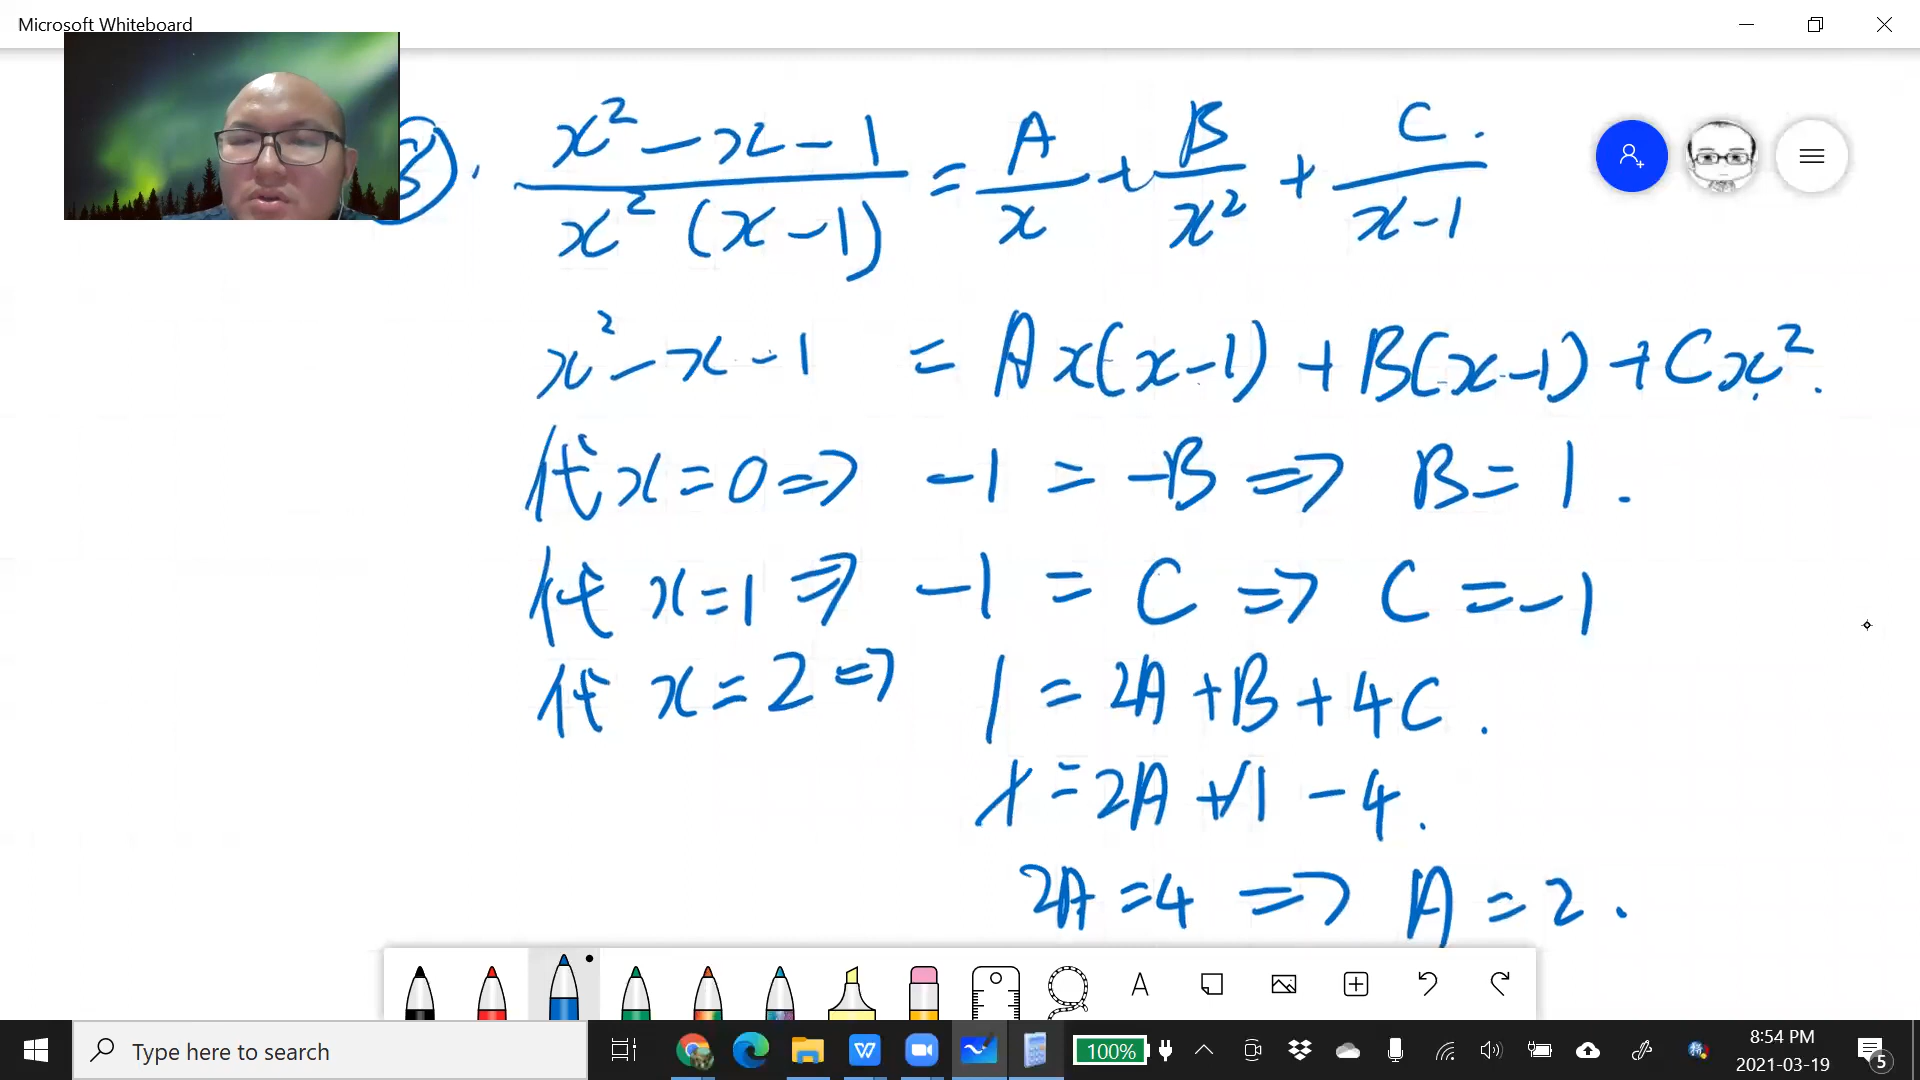 Microsoft Whiteboard
③. x² - x - 1 / x² (x - 1) = A / x + B / x² + C. / x - 1
x² - x - 1 = Ax(x-1) + B(x-1) + Cx².
代 x = 0 => -1 = -B => B = 1.
代 x = 1 => -1 = C => C = -1
代 x = 2 => 1 = 2A + B + 4C.
1 = 2A + 1 - 4.
2A = 4 => A = 2.
A
Type here to search
100%
8:54 PM
2021-03-19
5